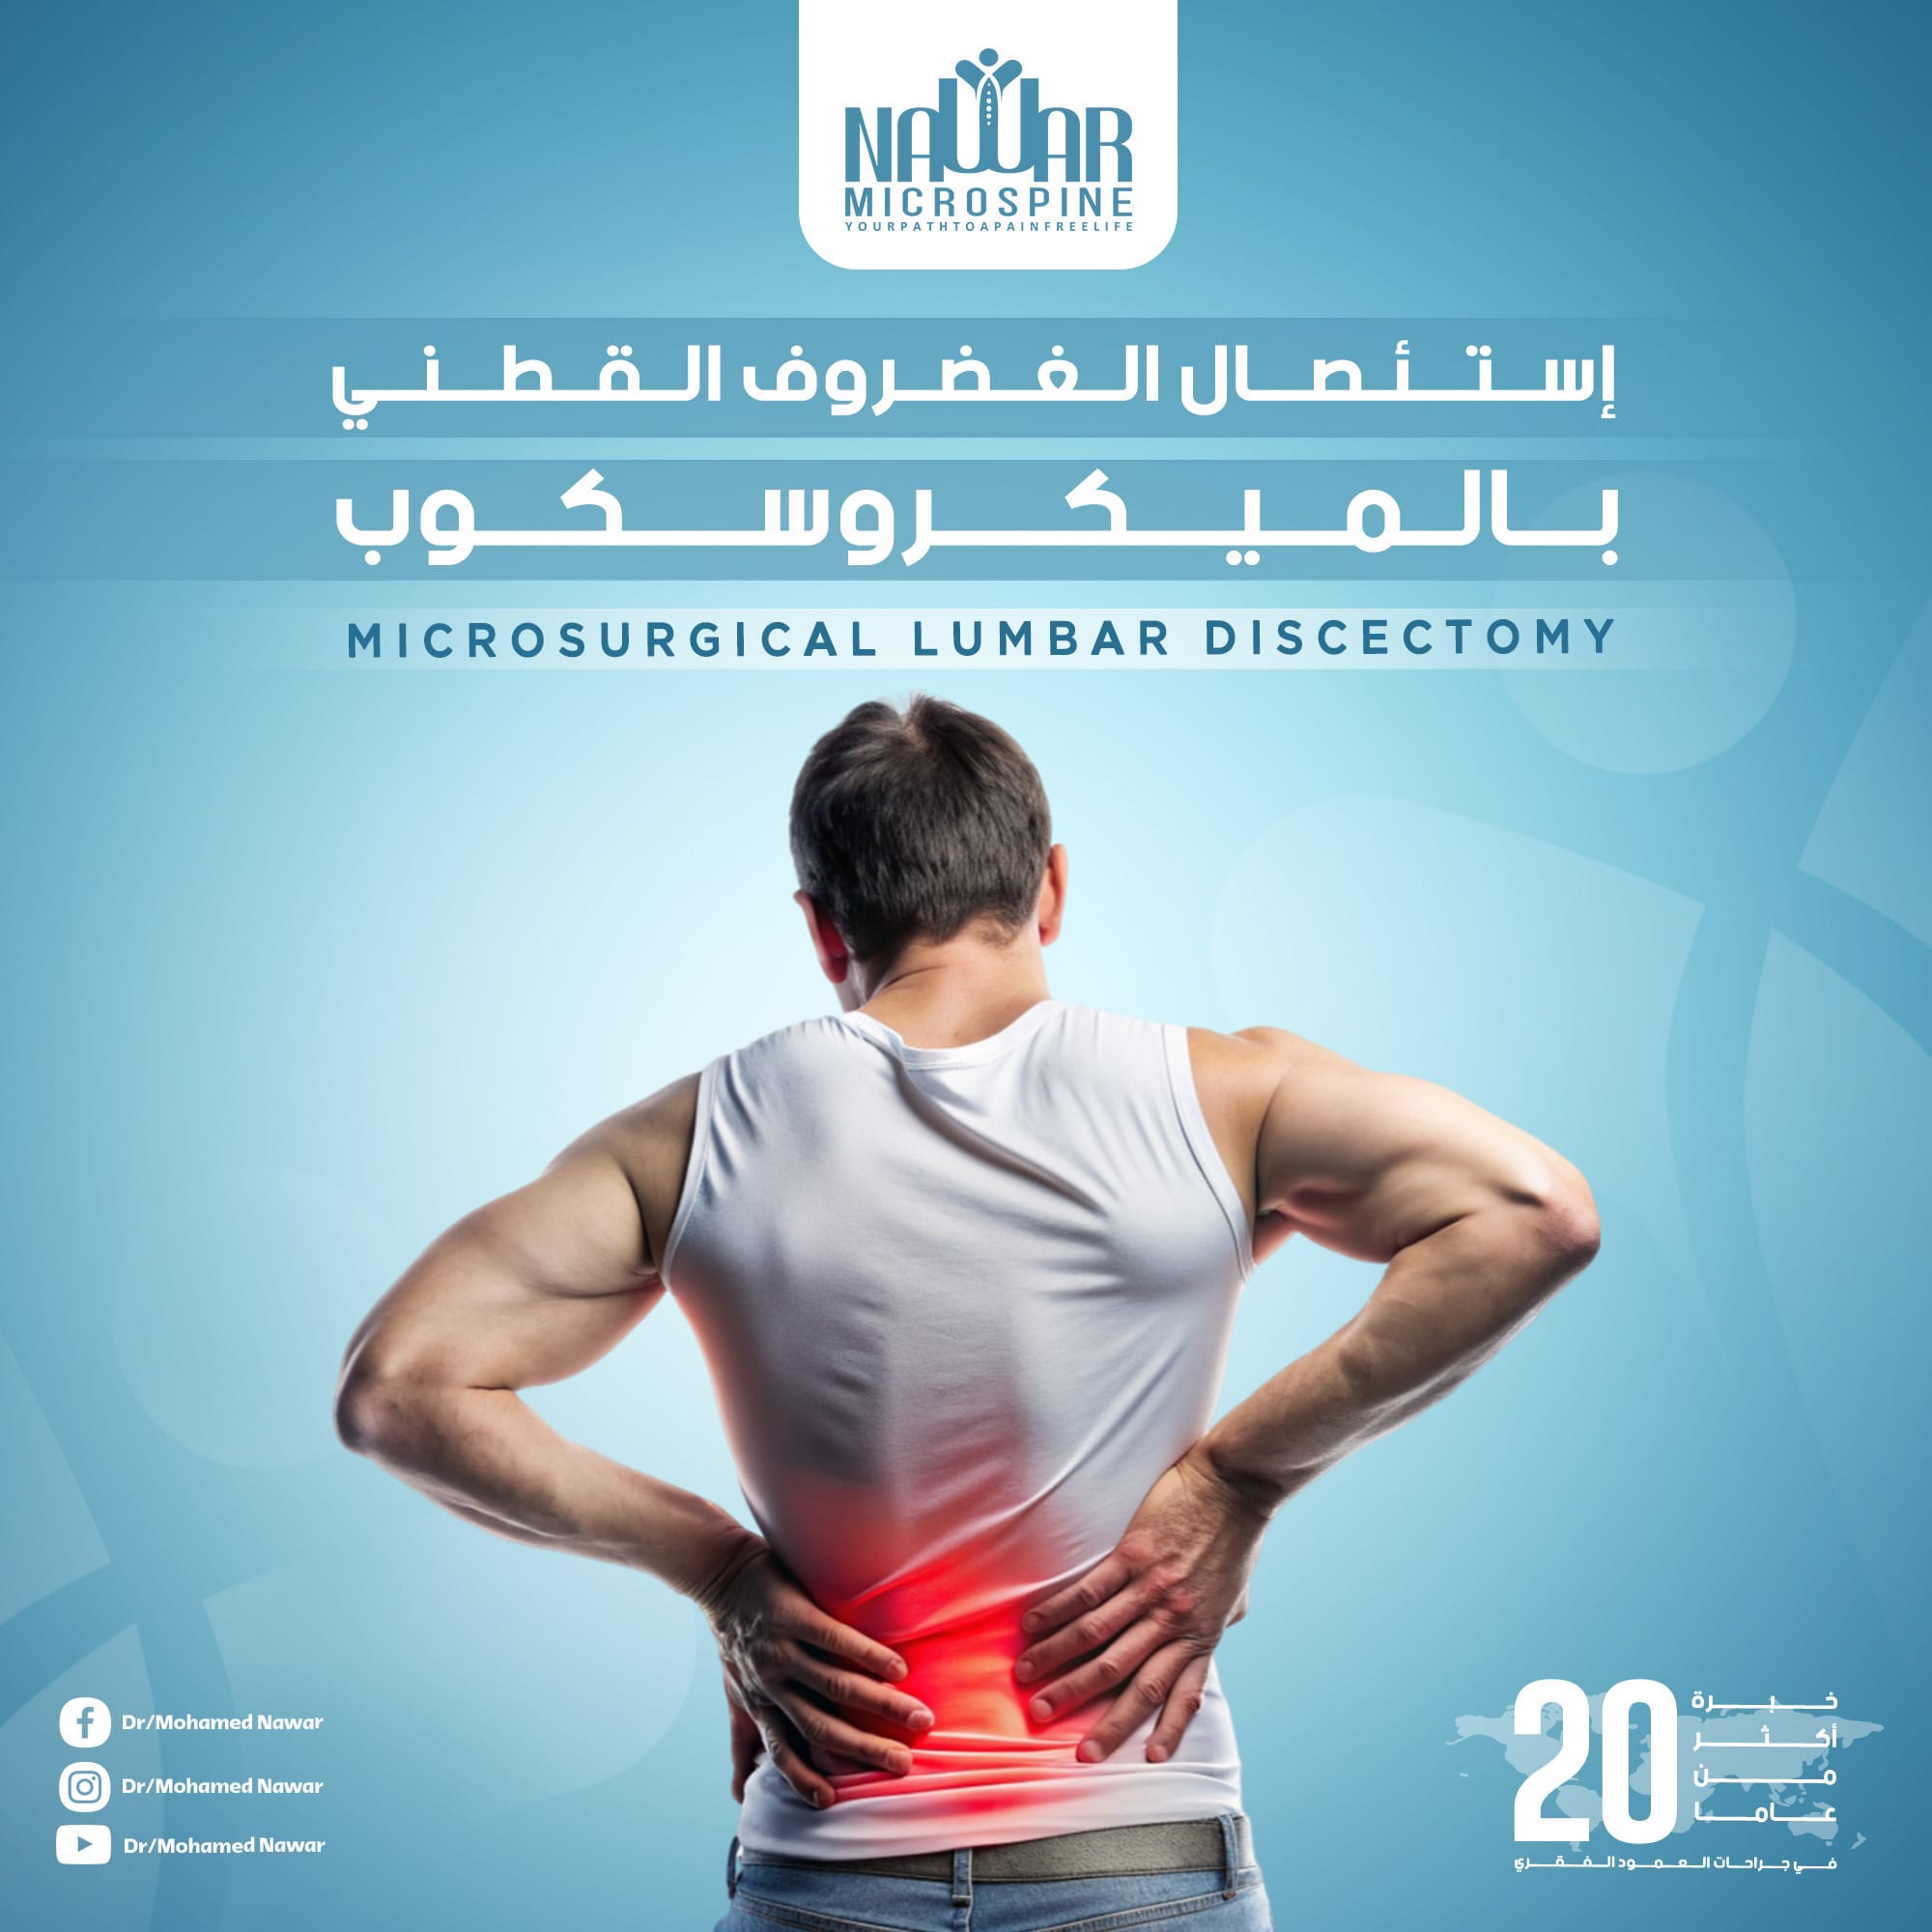 NAWAR
MICROSPINE
YOURPATHTOAPAINFREELIFE
إستئصال الغضروف القطني
بالميكروسكوب
MICROSURGICAL LUMBAR DISCECTOMY
Dr/Mohamed Nawar
Dr/Mohamed Nawar
Dr/Mohamed Nawar
20
خبرة
أكثر
من
عاما
في جراحات العمود الفقري